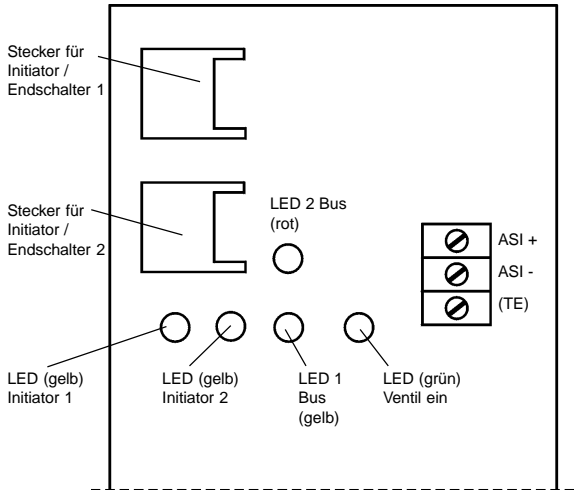 Stecker für
Initiator /
Endschalter 1
Stecker für
Initiator /
Endschalter 2
LED 2 Bus
(rot)
ASI +
ASI -
(TE)
LED (gelb)
Initiator 1
LED (gelb)
Initiator 2
LED 1
Bus
(gelb)
LED (grün)
Ventil ein